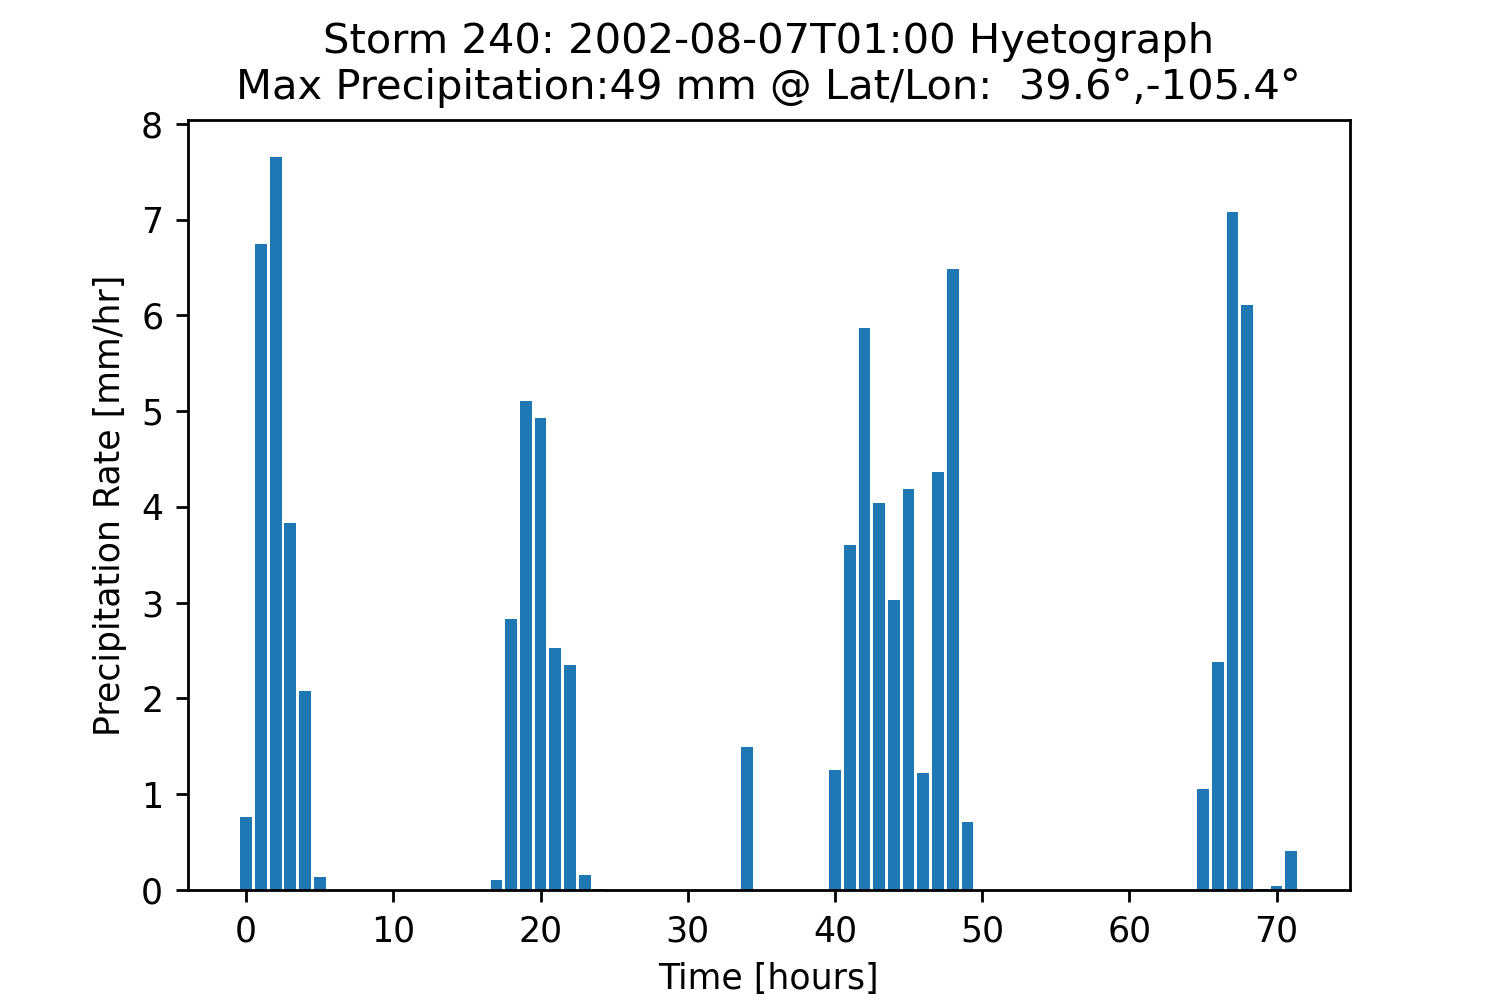 Storm 240: 2002-08-07T01:00 Hyetograph
Max Precipitation:49 mm @ Lat/Lon:  39.6°,-105.4°
8
7
6
5
4
3
2
1
0
Precipitation Rate [mm/hr]
0 10 20 30 40 50 60 70
Time [hours]